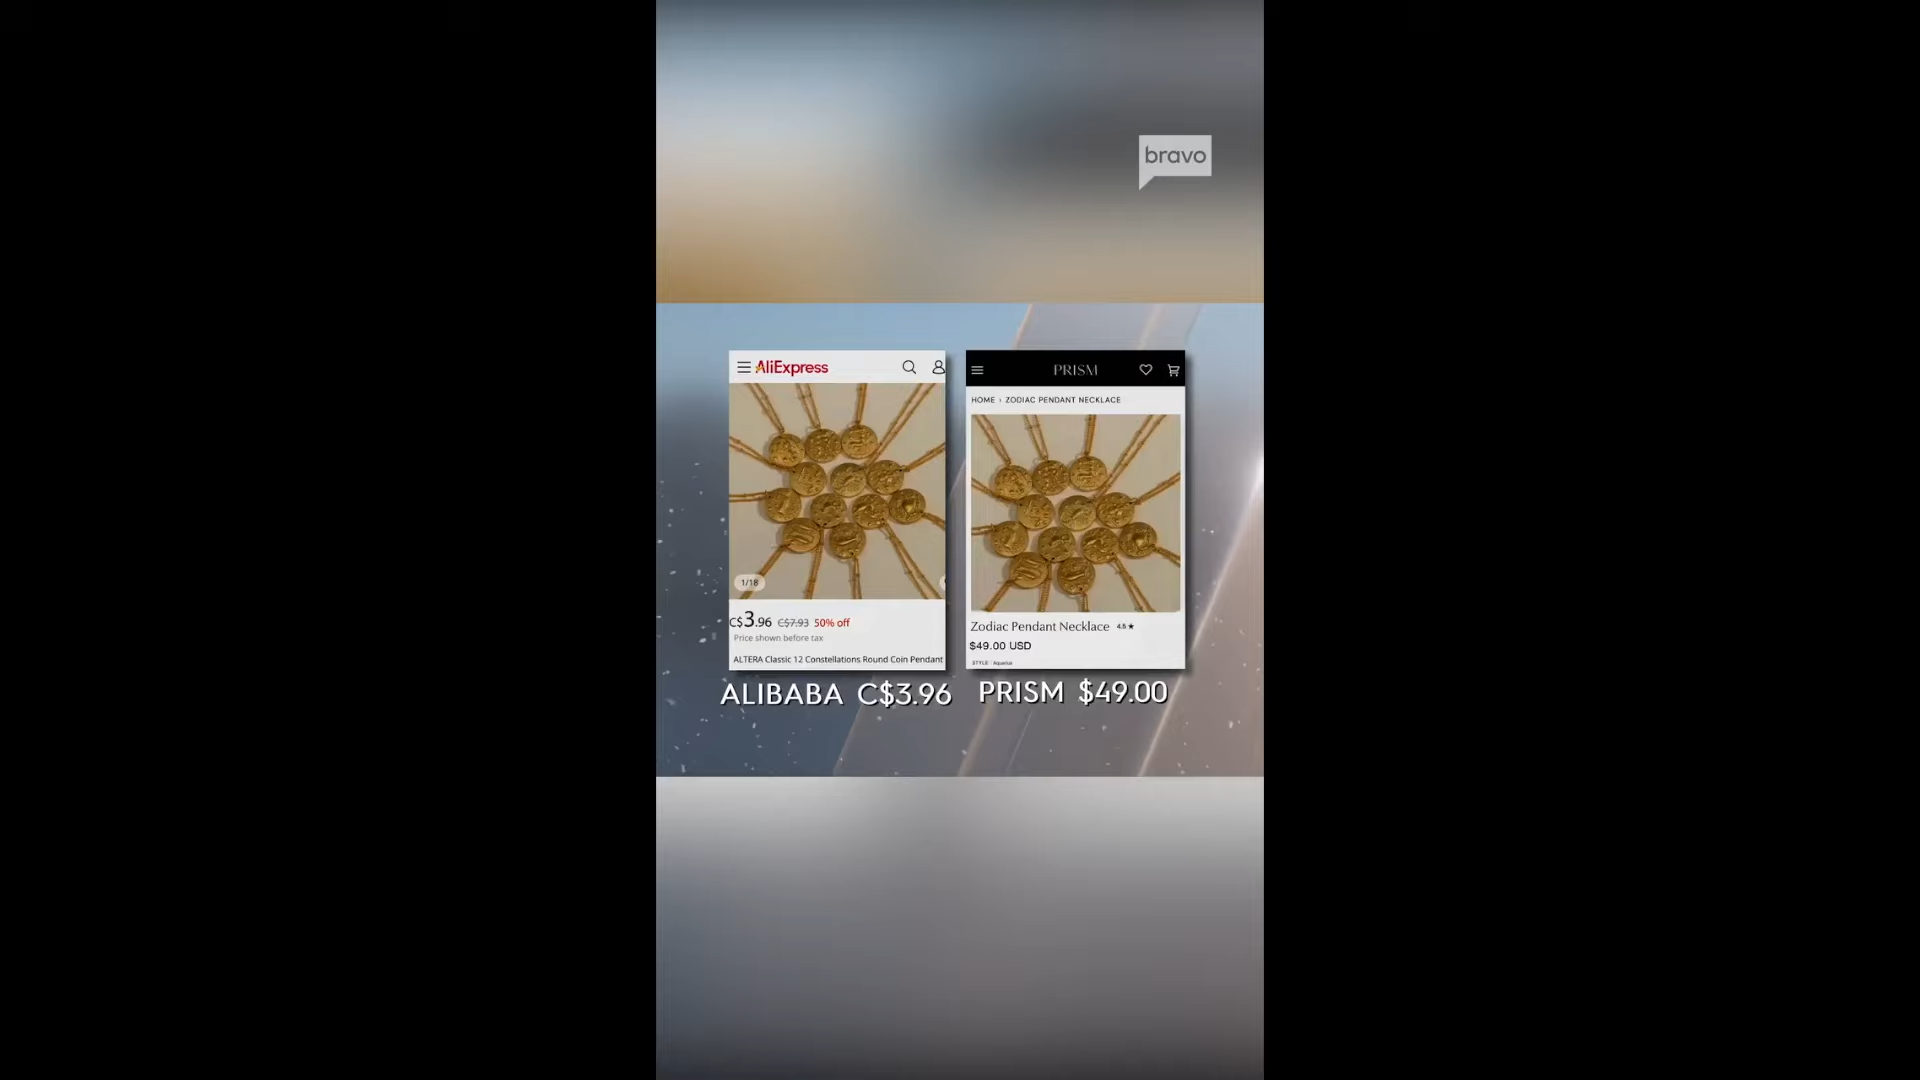 bravo
AliExpress
1/18
C$3.96 C$7.93 50% off
Price shown before tax
ALTERA Classic 12 Constellations Round Coin Pendant
ALIBABA C$3.96
PRISM
HOME › ZODIAC PENDANT NECKLACE
Zodiac Pendant Necklace 4.8★
$49.00 USD
STYLE : Aquarius
PRISM $49.00